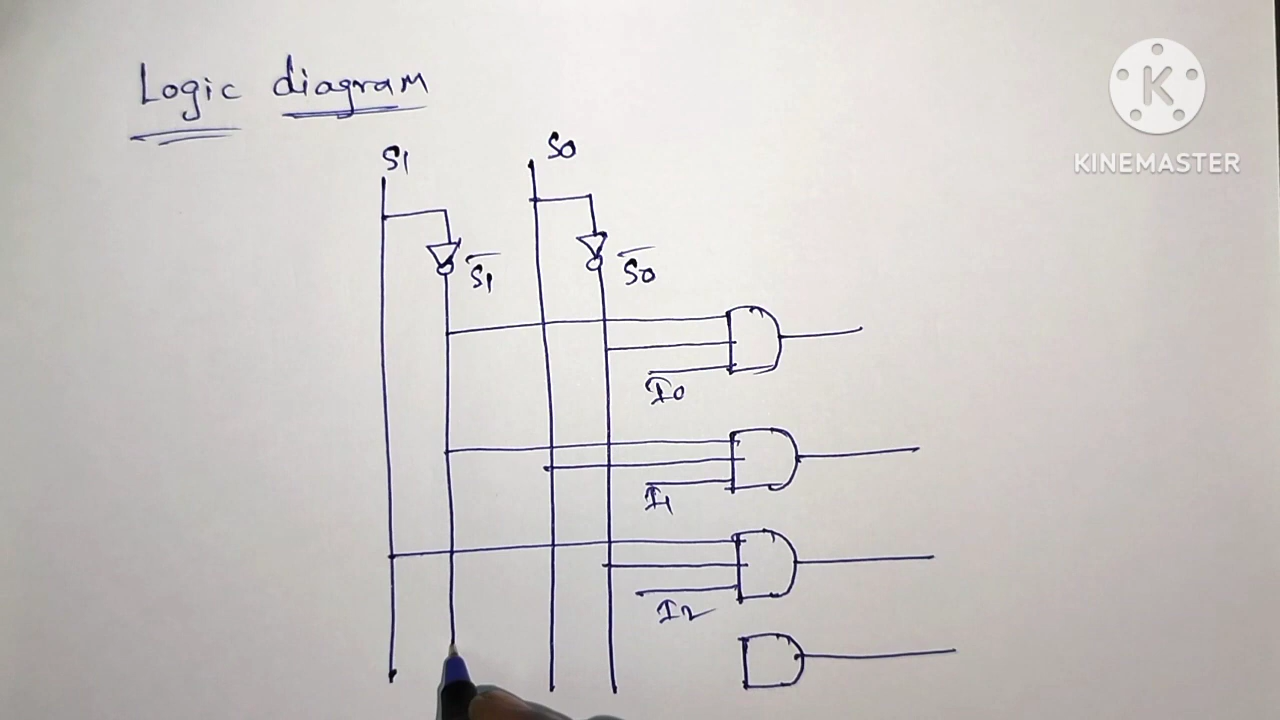 Logic diagram
K
KINEMASTER
S1
S0
S̅1̅
S̅0̅
I0
I1
I2